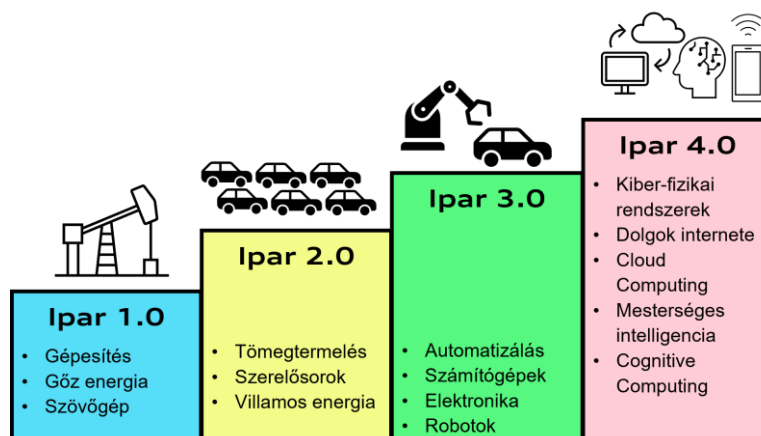 Ipar 1.0
• Gépesítés
• Gőz energia
• Szövőgép
Ipar 2.0
• Tömegtermelés
• Szerelősorok
• Villamos energia
Ipar 3.0
• Automatizálás
• Számítógépek
• Elektronika
• Robotok
Ipar 4.0
• Kiber-fizikai
rendszerek
• Dolgok internete
• Cloud
Computing
• Mesterséges
intelligencia
• Cognitive
Computing